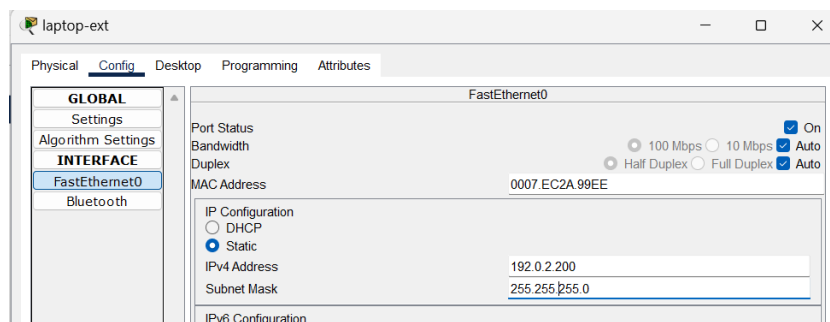 laptop-ext
Physical Config Desktop Programming Attributes
GLOBAL
Settings
Algorithm Settings
INTERFACE
FastEthernet0
Bluetooth
FastEthernet0
Port Status On
Bandwidth 100 Mbps 10 Mbps Auto
Duplex Half Duplex Full Duplex Auto
MAC Address 0007.EC2A.99EE
IP Configuration
DHCP
Static
IPv4 Address 192.0.2.200
Subnet Mask 255.255.255.0
IPv6 Configuration